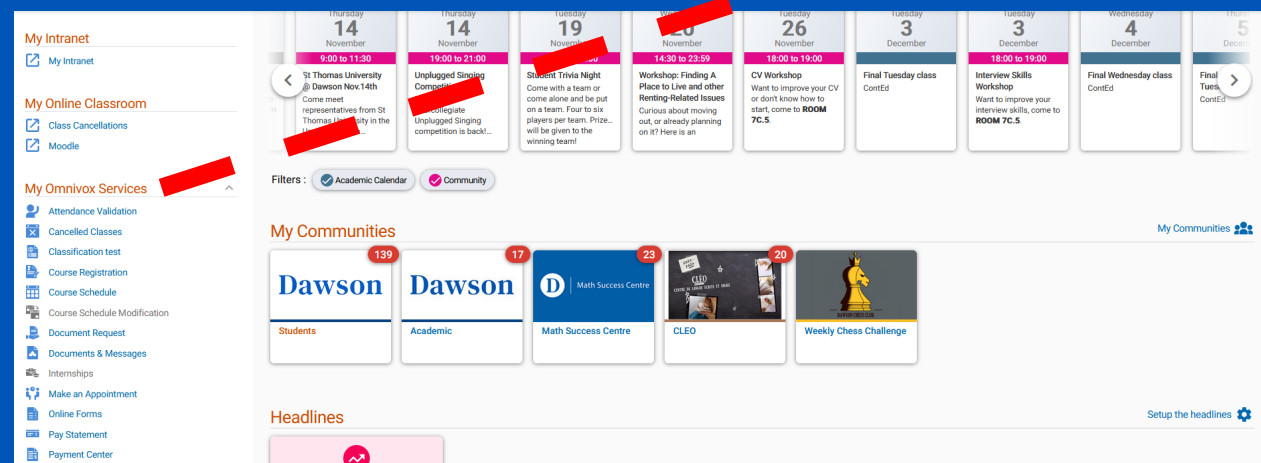 My Intranet
My Intranet
My Online Classroom
Class Cancellations
Moodle
My Omnivox Services
Attendance Validation
Cancelled Classes
Classification test
Course Registration
Course Schedule
Course Schedule Modification
Document Request
Documents & Messages
Internships
Make an Appointment
Online Forms
Pay Statement
Payment Center
Thursday
14
November
9:00 to 11:30
St Thomas University
@ Dawson Nov.14th
Come meet
representatives from St
Thomas University in the
Thursday
14
November
19:00 to 21:00
Unplugged Singing
Collegiate
Unplugged Singing
competition is back!...
Tuesday
19
November
Student Trivia Night
Come with a team or
come alone and be put
on a team. Four to six
players per team. Prize...
will be given to the
winning team!
November
14:30 to 23:59
Workshop: Finding A
Place to Live and other
Renting-Related Issues
Curious about moving
out, or already planning
on it? Here is an
Tuesday
26
November
18:00 to 19:00
CV Workshop
Want to improve your CV
or don't know how to
start, come to ROOM
7C.5.
Tuesday
3
December
Final Tuesday class
ContEd
Tuesday
3
December
18:00 to 19:00
Interview Skills
Workshop
Want to improve your
interview skills, come to
ROOM 7C.5.
Wednesday
4
December
Final Wednesday class
ContEd
5
Final
ContEd
Filters :
Academic Calendar
Community
My Communities
My Communities
139
Dawson
Students
17
Dawson
Academic
23
D Math Success Centre
Math Success Centre
20
CLÉO
CLEO
DAWSON CHESS CLUB
Weekly Chess Challenge
Headlines
Setup the headlines